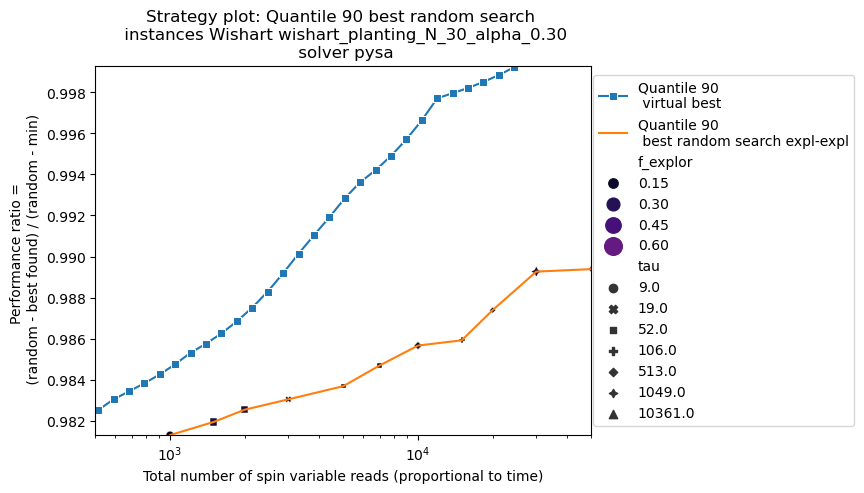 Strategy plot: Quantile 90 best random search
instances Wishart wishart_planting_N_30_alpha_0.30
solver pysa
Performance ratio =
(random - best found) / (random - min)
0.998
0.996
0.994
0.992
0.990
0.988
0.986
0.984
0.982
10³
10⁴
Total number of spin variable reads (proportional to time)
Quantile 90
virtual best
Quantile 90
best random search expl-expl
f_explor
0.15
0.30
0.45
0.60
tau
9.0
19.0
52.0
106.0
513.0
1049.0
10361.0